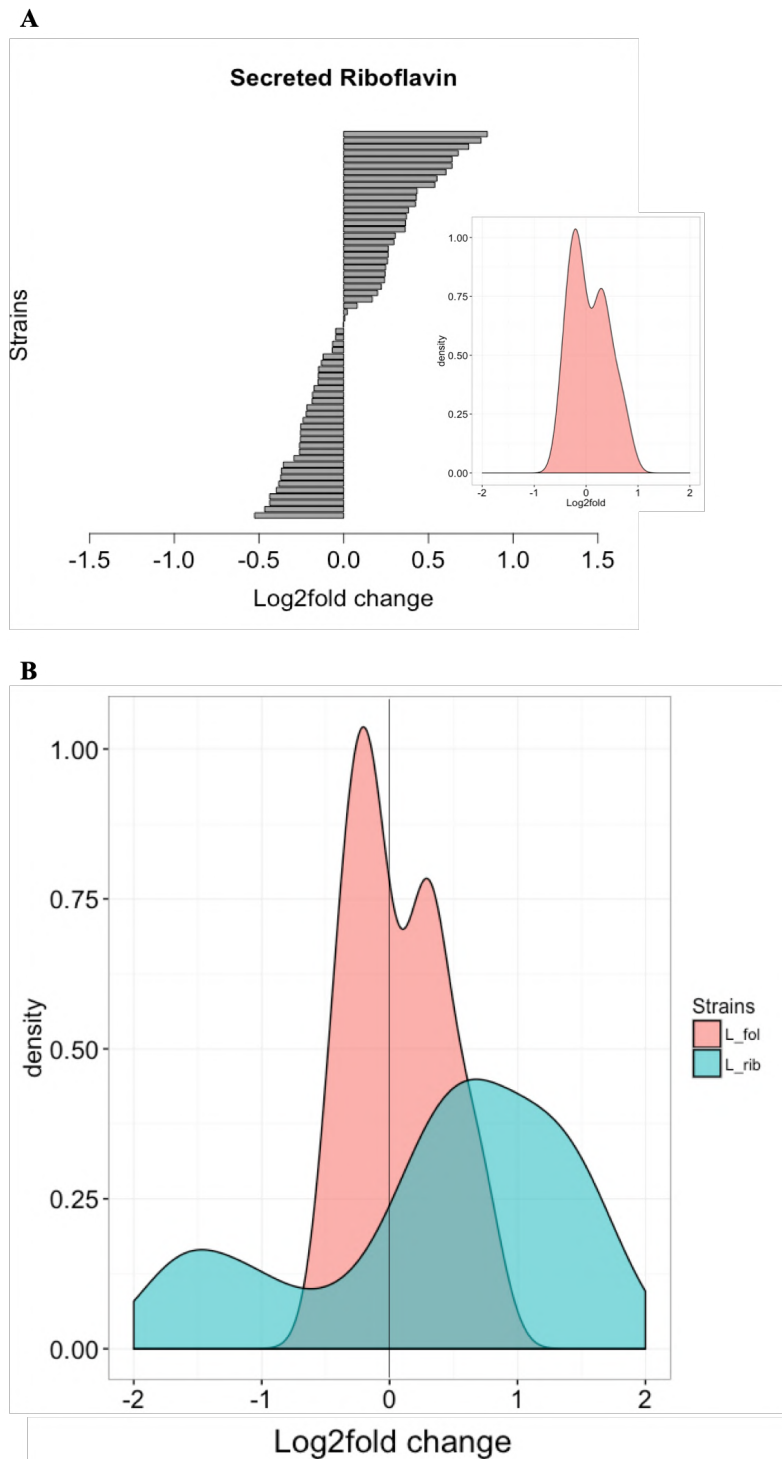 A
Secreted Riboflavin
Strains
-1.5 -1.0 -0.5 0.0 0.5 1.0 1.5
Log2fold change
1.00
0.75
0.50
0.25
0.00
density
-2 -1 0 1 2
Log2fold
B
1.00
0.75
0.50
0.25
0.00
density
-2 -1 0 1 2
Log2fold change
Strains
L_fol
L_rib